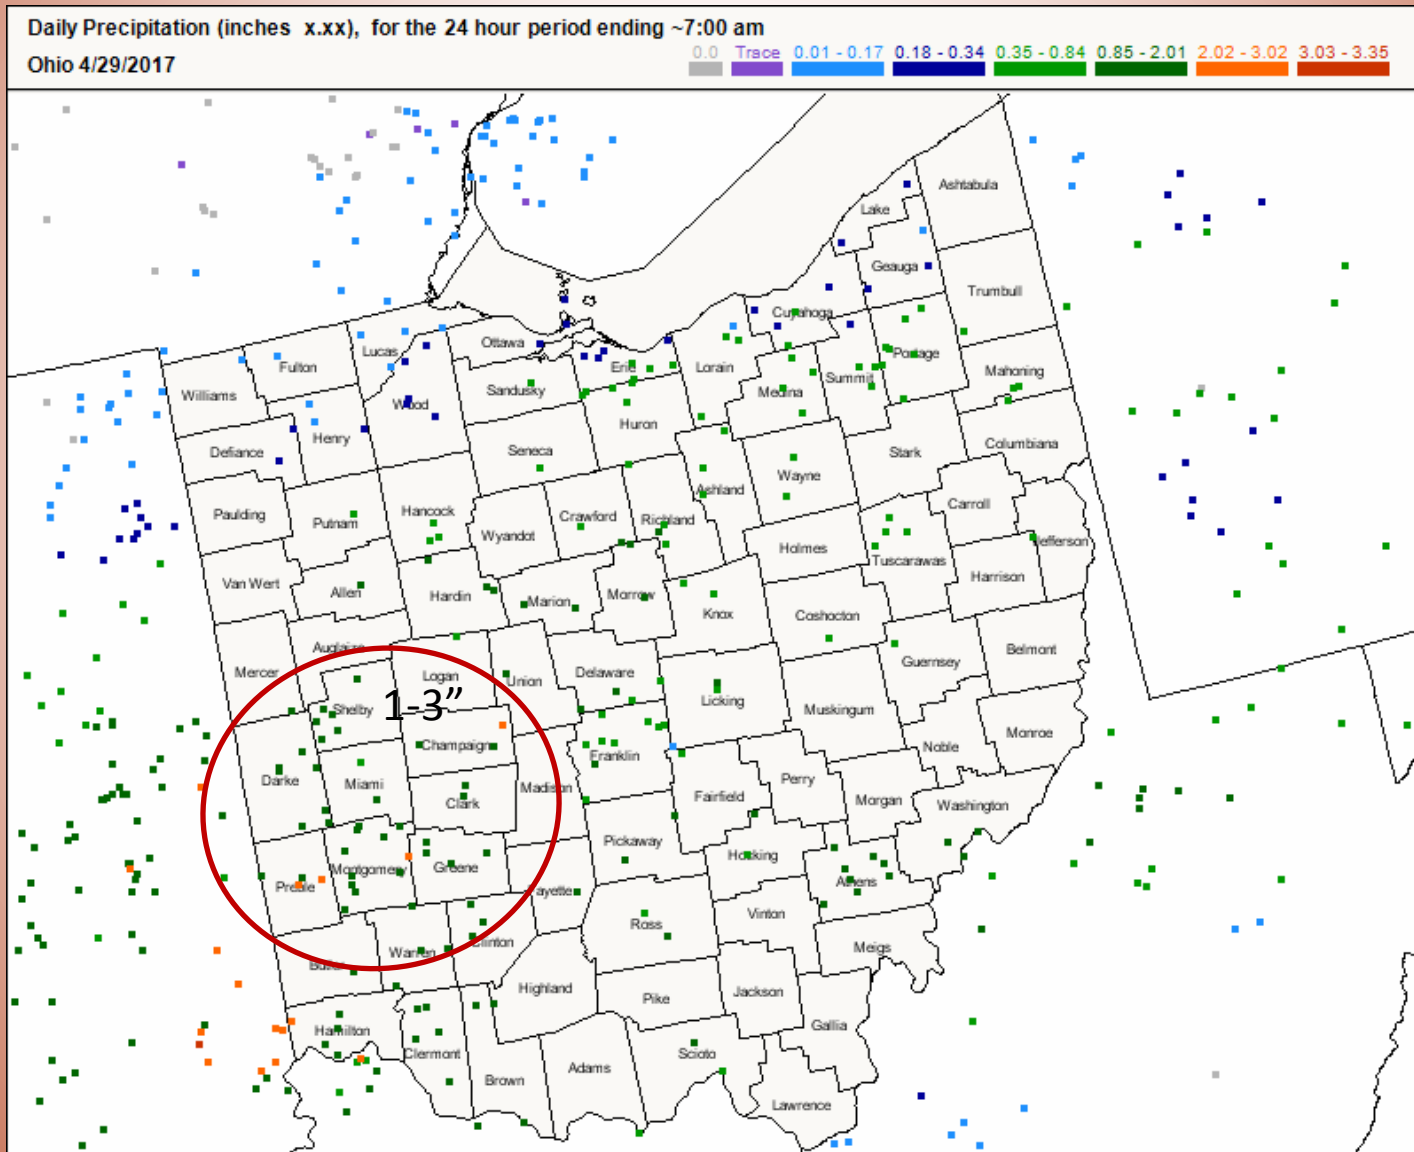 Daily Precipitation (inches x.xx), for the 24 hour period ending ~7:00 am
Ohio 4/29/2017
0.0 Trace 0.01 - 0.17 0.18 - 0.34 0.35 - 0.84 0.85 - 2.01 2.02 - 3.02 3.03 - 3.35
Ashtabula
Lake
Geauga
Trumbull
Cuyahoga
Lucas
Ottawa
Fulton
Erie
Lorain
Portage
Mahoning
Williams
Sandusky
Medina
Summit
Wood
Huron
Henry
Defiance
Seneca
Stark
Columbiana
Wayne
Ashland
Carroll
Paulding
Putnam
Hancock
Crawford
Richland
Wyandot
Holmes
Jefferson
Tuscarawas
Harrison
Van Wert
Allen
Hardin
Marion
Morrow
Knox
Coshocton
Auglaize
Mercer
Logan
Union
Delaware
Guernsey
Belmont
1-3”
Shelby
Licking
Muskingum
Champaign
Franklin
Noble
Monroe
Darke
Miami
Clark
Madison
Fairfield
Perry
Morgan
Washington
Pickaway
Hocking
Preble
Montgomery
Greene
Fayette
Athens
Ross
Vinton
Butler
Warren
Clinton
Meigs
Highland
Pike
Jackson
Hamilton
Clermont
Gallia
Brown
Adams
Scioto
Lawrence